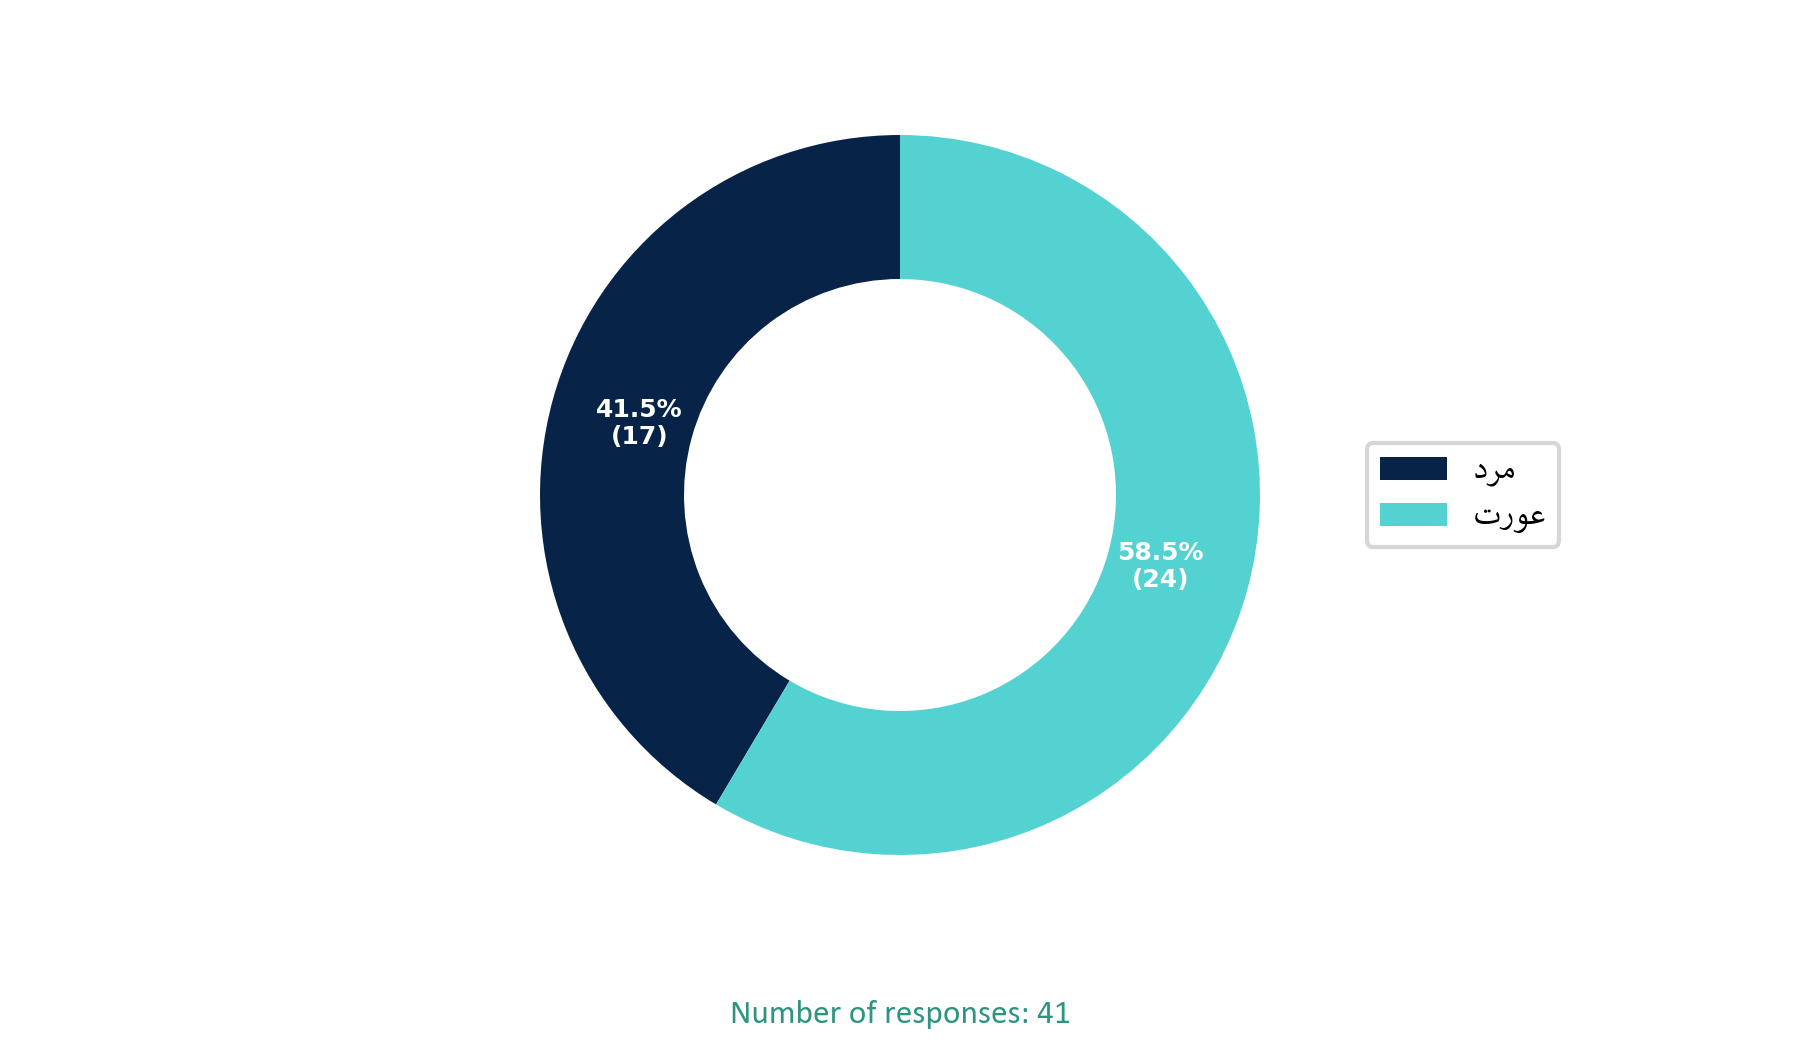 41.5%
(17)
58.5%
(24)
مرد
عورت
Number of responses: 41